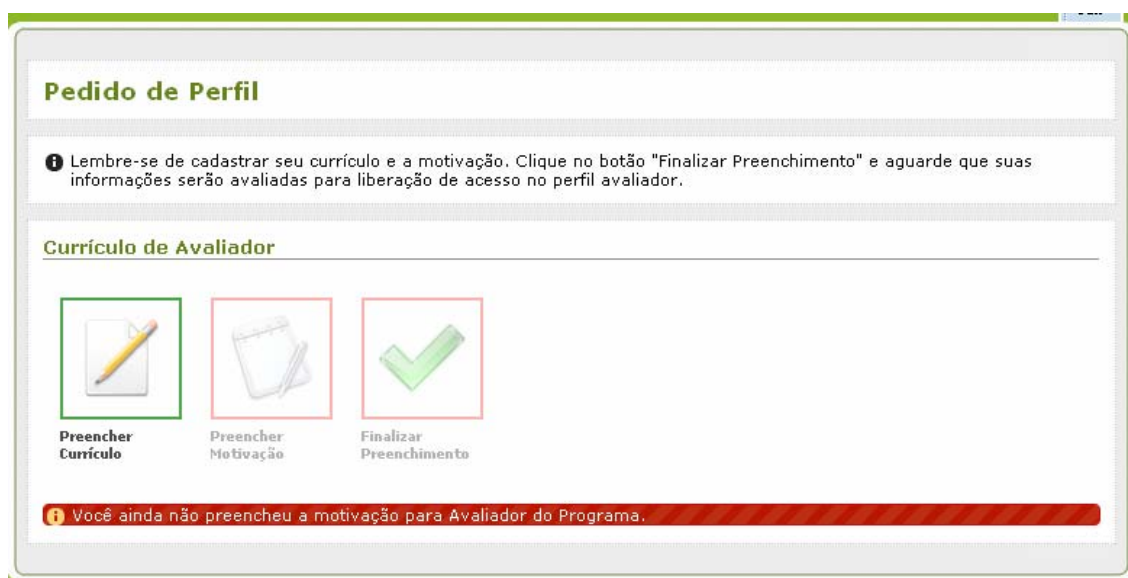 Pedido de Perfil
Lembre-se de cadastrar seu currículo e a motivação. Clique no botão "Finalizar Preenchimento" e aguarde que suas
informações serão avaliadas para liberação de acesso no perfil avaliador.
Currículo de Avaliador
Preencher
Currículo
Preencher
Motivação
Finalizar
Preenchimento
Você ainda não preencheu a motivação para Avaliador do Programa.